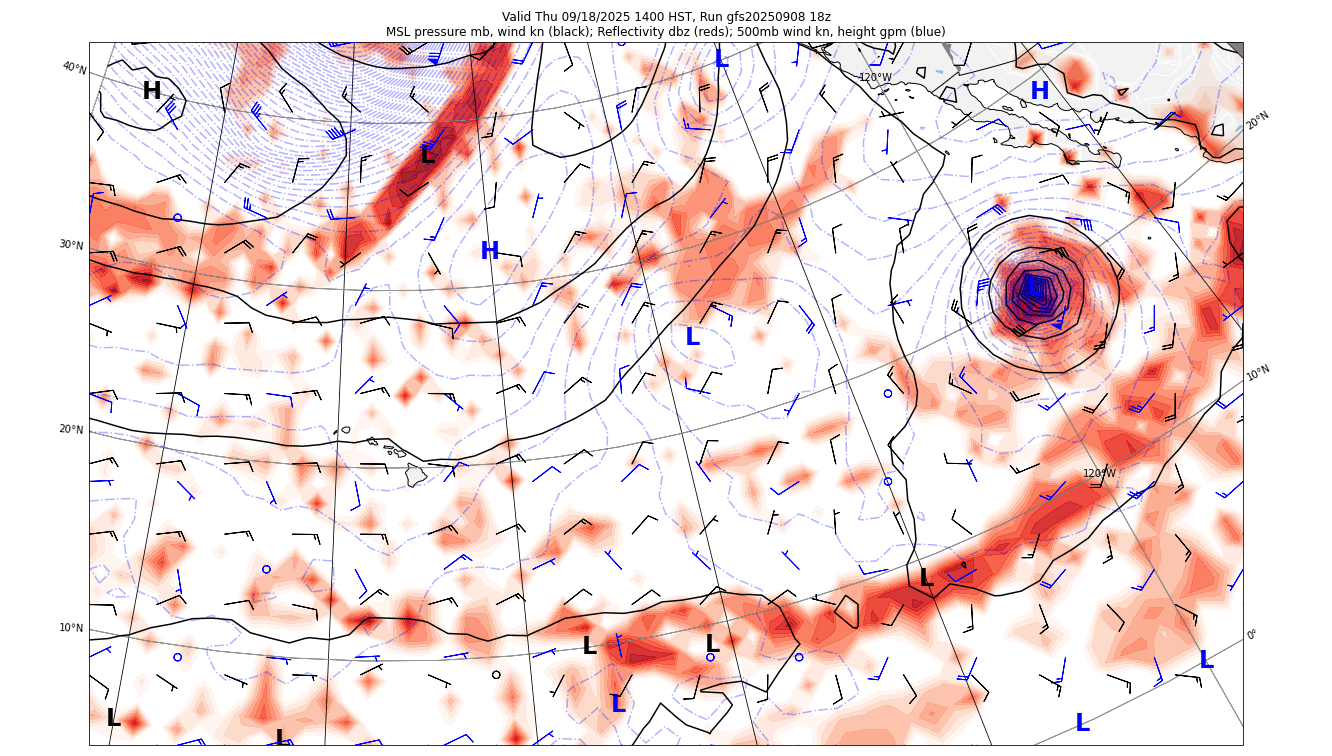 Valid Thu 09/18/2025 1400 HST, Run gfs20250908 18z
MSL pressure mb, wind kn (black); Reflectivity dbz (reds); 500mb wind kn, height gpm (blue)
L
40°N
120°W
H
H
20°N
L
30°N
H
L
10°N
20°N
120°W
L
10°N
0°
L
L
L
L
L
L
L